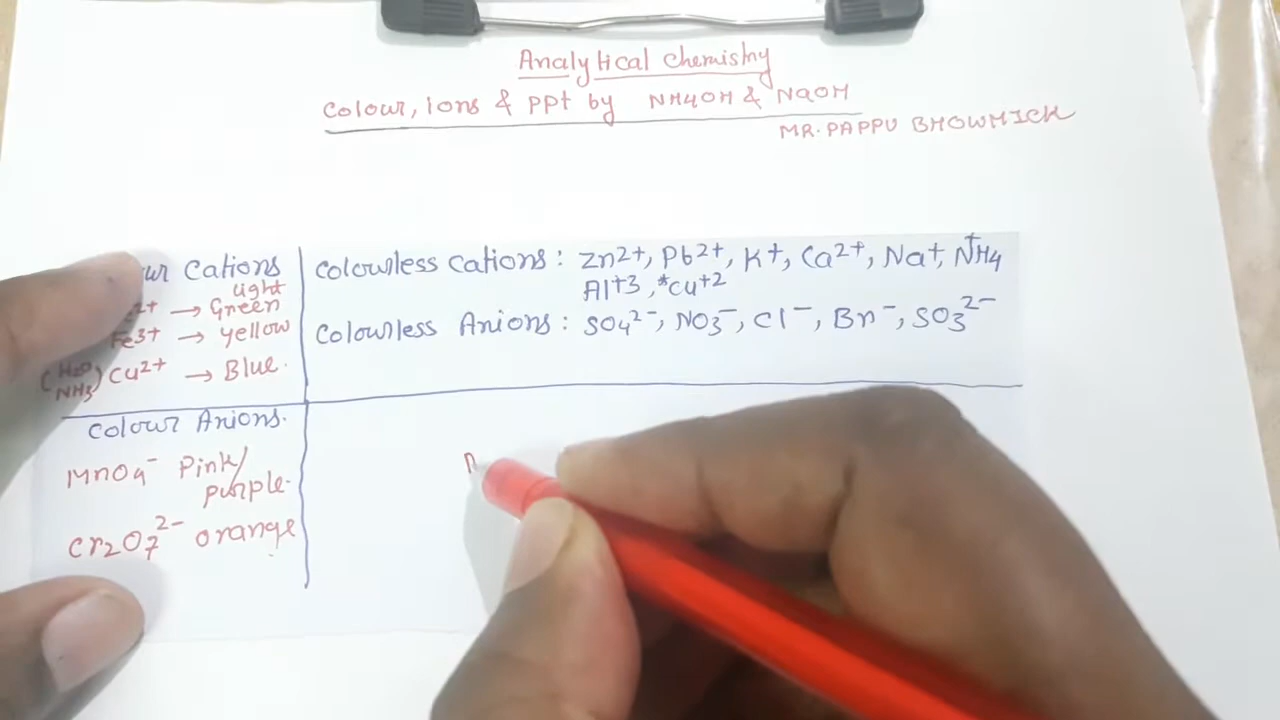 Analytical Chemistry
Colour, Ions & PPt by NH4OH & NaOH
MR. PAPPU BHOWMICK
ur Cations
2+ → light Green
Fe3+ → yellow
(H2O NH3) Cu2+ → Blue.
Colourless Cations : Zn2+, Pb2+, K+, Ca2+, Na+, NH4+
Al+3, *Cu+2
Colourless Anions : SO4 2-, NO3-, Cl-, Br-, SO3 2-
Colour Anions.
MnO4- Pink/
purple.
Cr2O7 2- orange